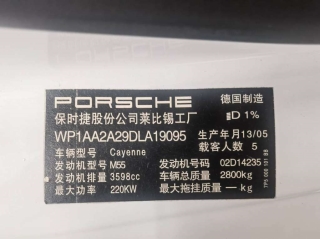 PORSCHE 德国制造
保时捷股份公司莱比锡工厂 D 1%
WP1AA2A29DLA19095 生产年月13/05
车辆型号 Cayenne 载客人数 5
发动机型号 M55 发动机号码 02D14235
发动机排量 3598cc 车辆总质量 2800kg
最大功率 220KW 最大拖挂质量 — kg